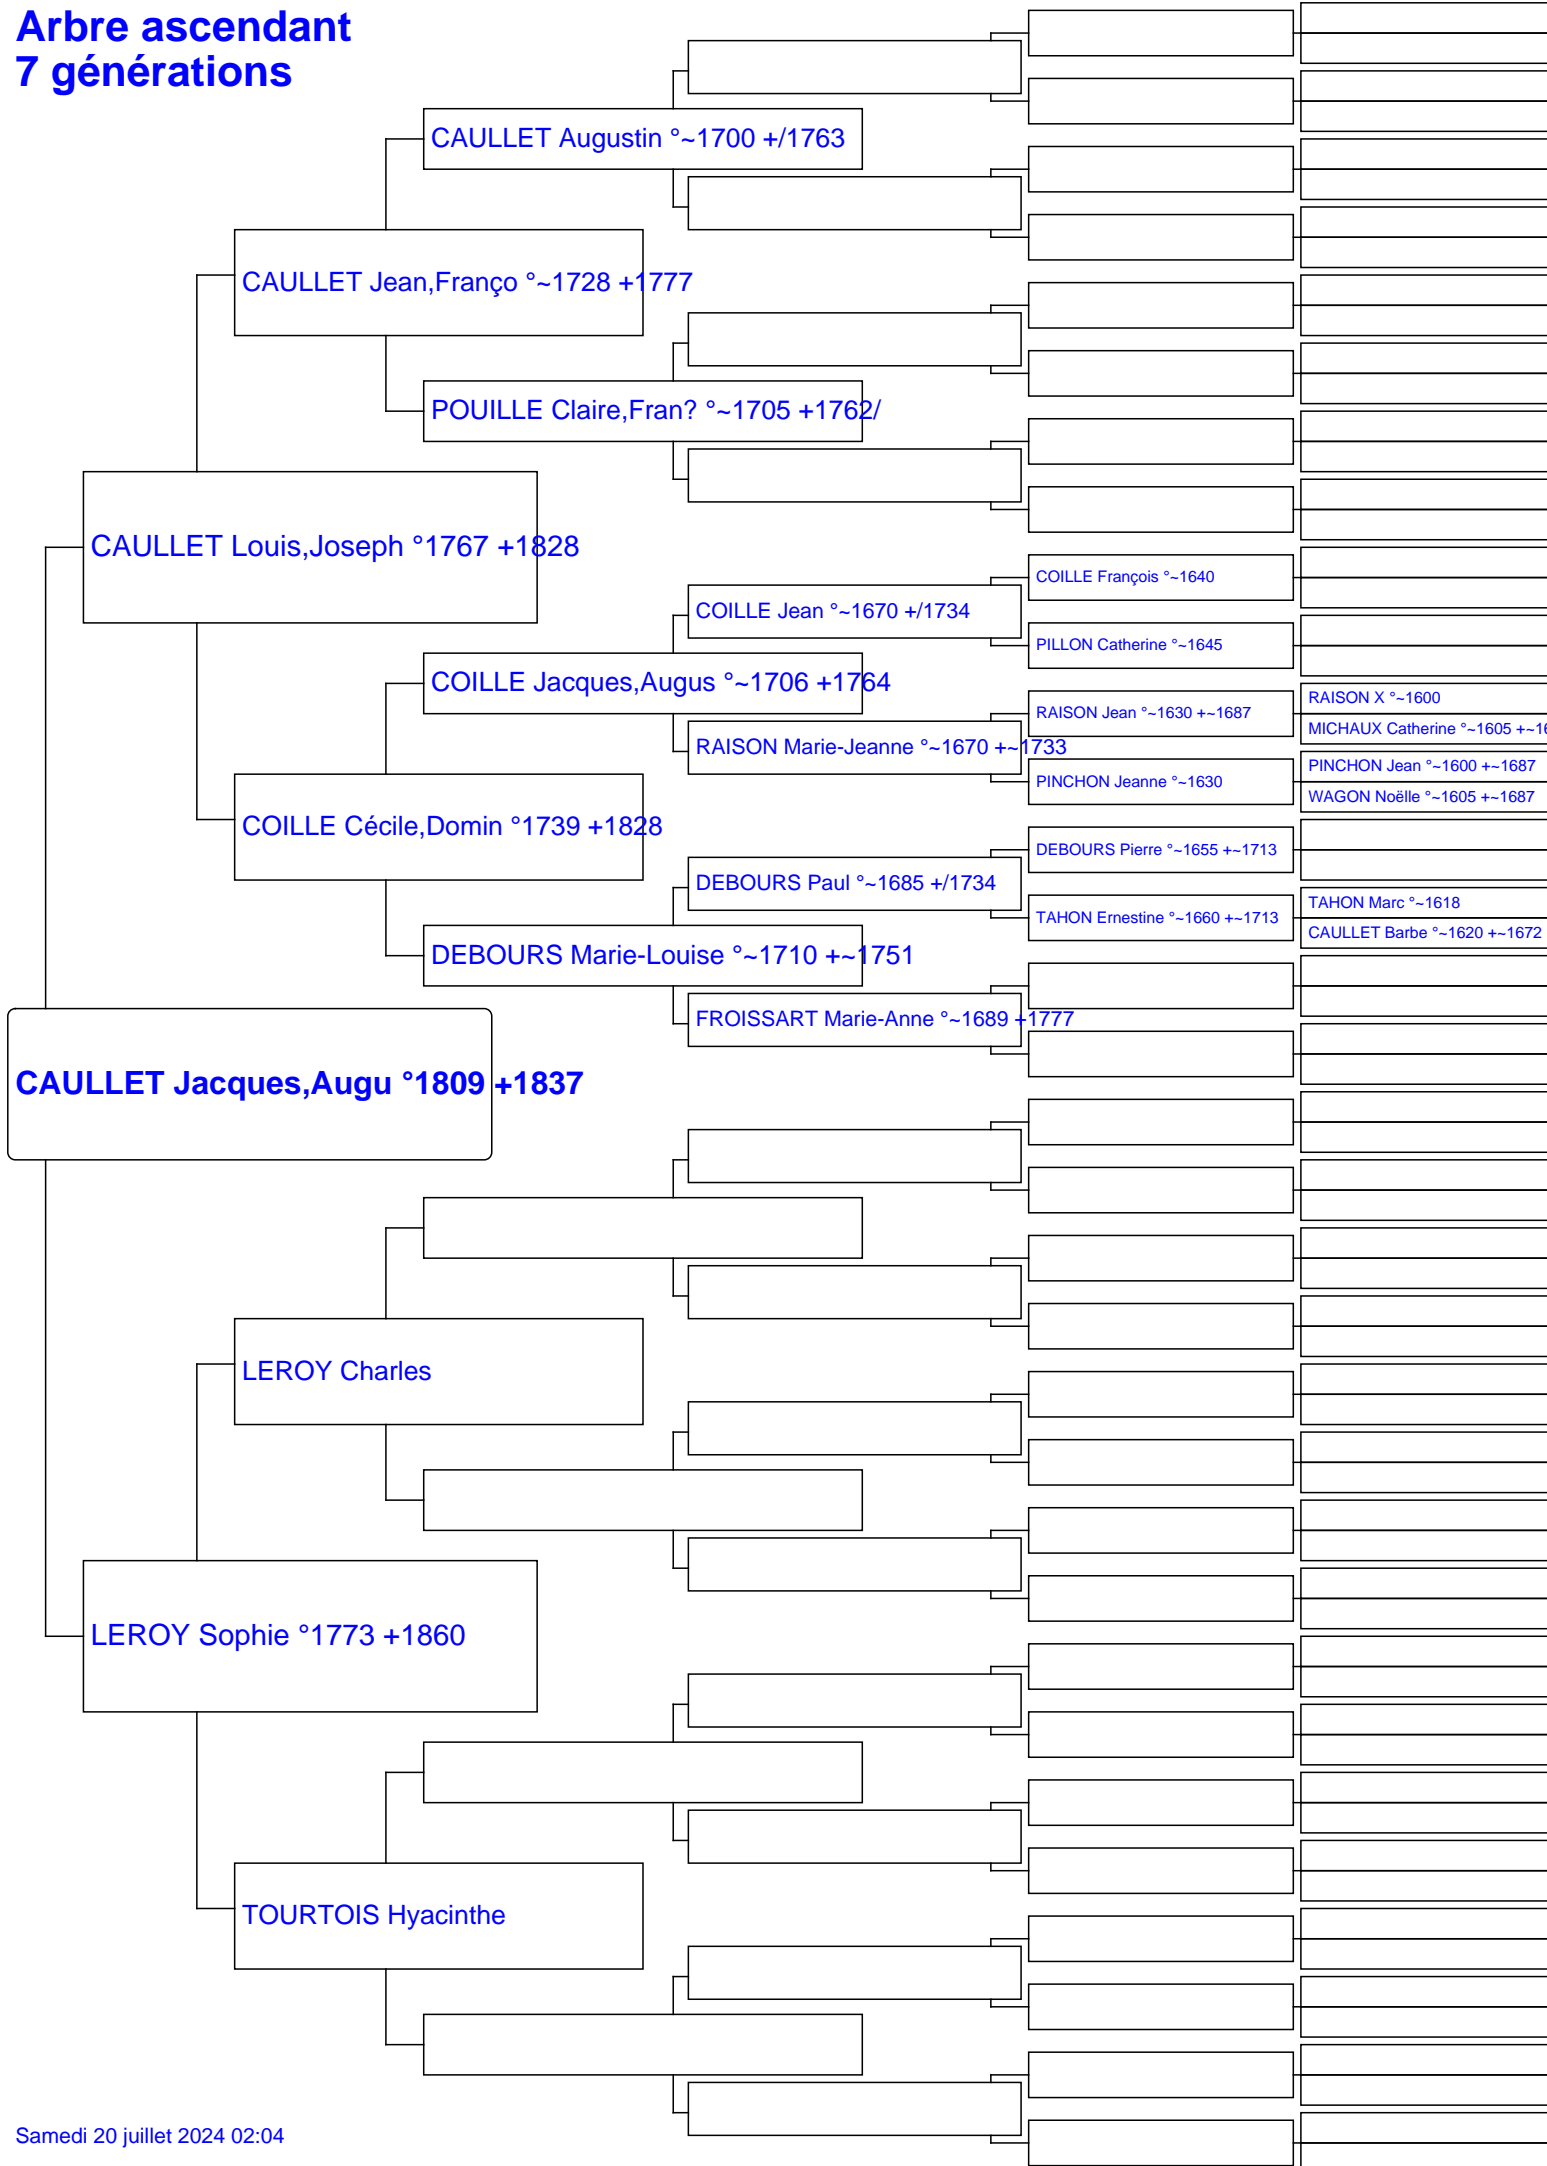 Arbre ascendant
7 générations
CAULLET Augustin °~1700 +/1763
CAULLET Jean,Franço °~1728 +1777
POUILLE Claire,Fran? °~1705 +1762/
CAULLET Louis,Joseph °1767 +1828
COILLE François °~1640
COILLE Jean °~1670 +/1734
PILLON Catherine °~1645
COILLE Jacques,Augus °~1706 +1764
RAISON X °~1600
RAISON Jean °~1630 +~1687
MICHAUX Catherine °~1605 +~16
RAISON Marie-Jeanne °~1670 +~1733
PINCHON Jean °~1600 +~1687
PINCHON Jeanne °~1630
WAGON Noëlle °~1605 +~1687
COILLE Cécile,Domin °1739 +1828
DEBOURS Pierre °~1655 +~1713
DEBOURS Paul °~1685 +/1734
TAHON Marc °~1618
TAHON Ernestine °~1660 +~1713
CAULLET Barbe °~1620 +~1672
DEBOURS Marie-Louise °~1710 +~1751
FROISSART Marie-Anne °~1689 +1777
CAULLET Jacques,Augu °1809 +1837
LEROY Charles
LEROY Sophie °1773 +1860
TOURTOIS Hyacinthe
Samedi 20 juillet 2024 02:04